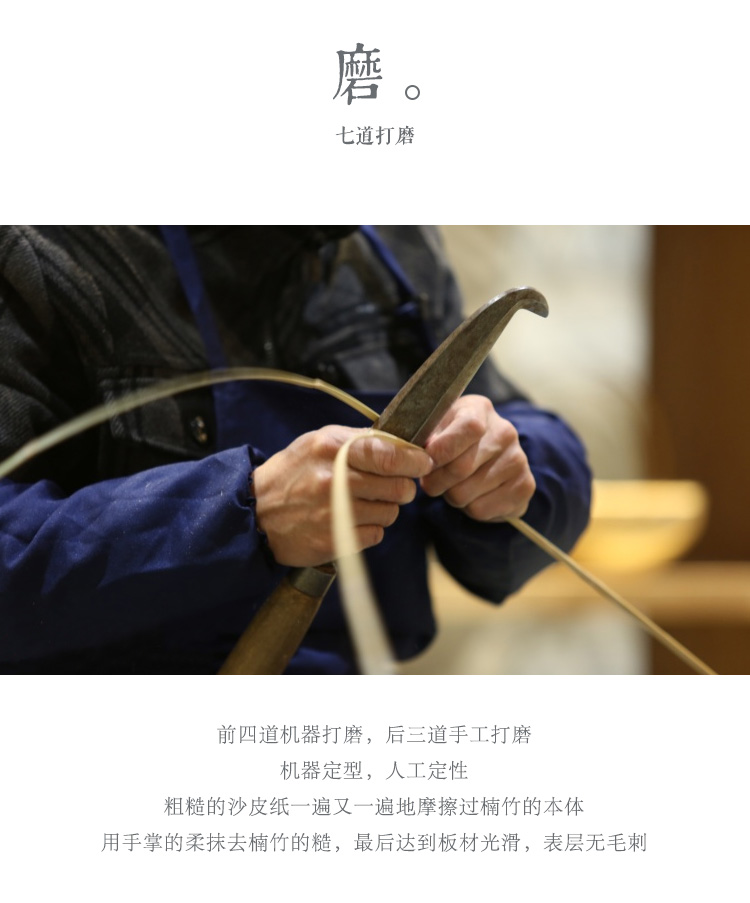 磨。
七道打磨
前四道机器打磨，后三道手工打磨
机器定型，人工定性
粗糙的沙皮纸一遍又一遍地摩擦过楠竹的本体
用手掌的柔抹去楠竹的糙，最后达到板材光滑，表层无毛刺